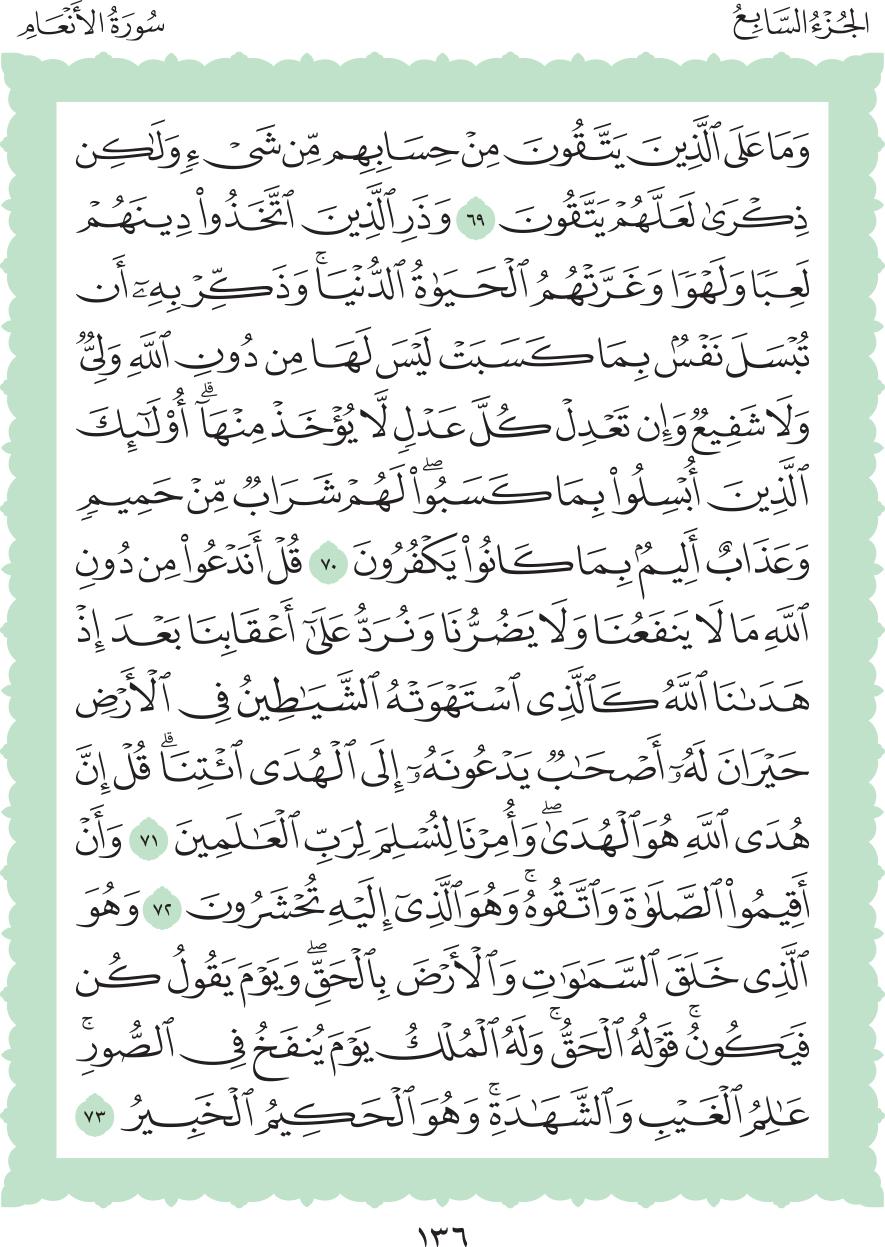 الجُزْءُ السَّابِعُ
سُورَةُ الأَنْعَامِ
وَمَا عَلَى ٱلَّذِينَ يَتَّقُونَ مِنْ حِسَابِهِم مِّن شَىْءٍ وَلَٰكِن
ذِكْرَىٰ لَعَلَّهُمْ يَتَّقُونَ ٦٩ وَذَرِ ٱلَّذِينَ ٱتَّخَذُوا۟ دِينَهُمْ
لَعِبًا وَلَهْوًا وَغَرَّتْهُمُ ٱلْحَيَوٰةُ ٱلدُّنْيَا ۚ وَذَكِّرْ بِهِۦٓ أَن
تُبْسَلَ نَفْسٌۢ بِمَا كَسَبَتْ لَيْسَ لَهَا مِن دُونِ ٱللَّهِ وَلِىٌّ
وَلَا شَفِيعٌ وَإِن تَعْدِلْ كُلَّ عَدْلٍ لَّا يُؤْخَذْ مِنْهَآ ۗ أُو۟لَٰٓئِكَ
ٱلَّذِينَ أُبْسِلُوا۟ بِمَا كَسَبُوا۟ ۖ لَهُمْ شَرَابٌ مِّنْ حَمِيمٍ
وَعَذَابٌ أَلِيمٌۢ بِمَا كَانُوا۟ يَكْفُرُونَ ٧٠ قُلْ أَنَدْعُوا۟ مِن دُونِ
ٱللَّهِ مَا لَا يَنفَعُنَا وَلَا يَضُرُّنَا وَنُرَدُّ عَلَىٰٓ أَعْقَابِنَا بَعْدَ إِذْ
هَدَىٰنَا ٱللَّهُ كَٱلَّذِى ٱسْتَهْوَتْهُ ٱلشَّيَٰطِينُ فِى ٱلْأَرْضِ
حَيْرَانَ لَهُۥٓ أَصْحَٰبٌ يَدْعُونَهُۥٓ إِلَى ٱلْهُدَى ٱئْتِنَا ۗ قُلْ إِنَّ
هُدَى ٱللَّهِ هُوَ ٱلْهُدَىٰ ۖ وَأُمِرْنَا لِنُسْلِمَ لِرَبِّ ٱلْعَٰلَمِينَ ٧١ وَأَنْ
أَقِيمُوا۟ ٱلصَّلَوٰةَ وَٱتَّقُوهُ ۚ وَهُوَ ٱلَّذِىٓ إِلَيْهِ تُحْشَرُونَ ٧٢ وَهُوَ
ٱلَّذِى خَلَقَ ٱلسَّمَٰوَٰتِ وَٱلْأَرْضَ بِٱلْحَقِّ ۖ وَيَوْمَ يَقُولُ كُن
فَيَكُونُ ۚ قَوْلُهُ ٱلْحَقُّ ۚ وَلَهُ ٱلْمُلْكُ يَوْمَ يُنفَخُ فِى ٱلصُّورِ ۚ
عَٰلِمُ ٱلْغَيْبِ وَٱلشَّهَٰدَةِ ۚ وَهُوَ ٱلْحَكِيمُ ٱلْخَبِيرُ ٧٣
١٣٦